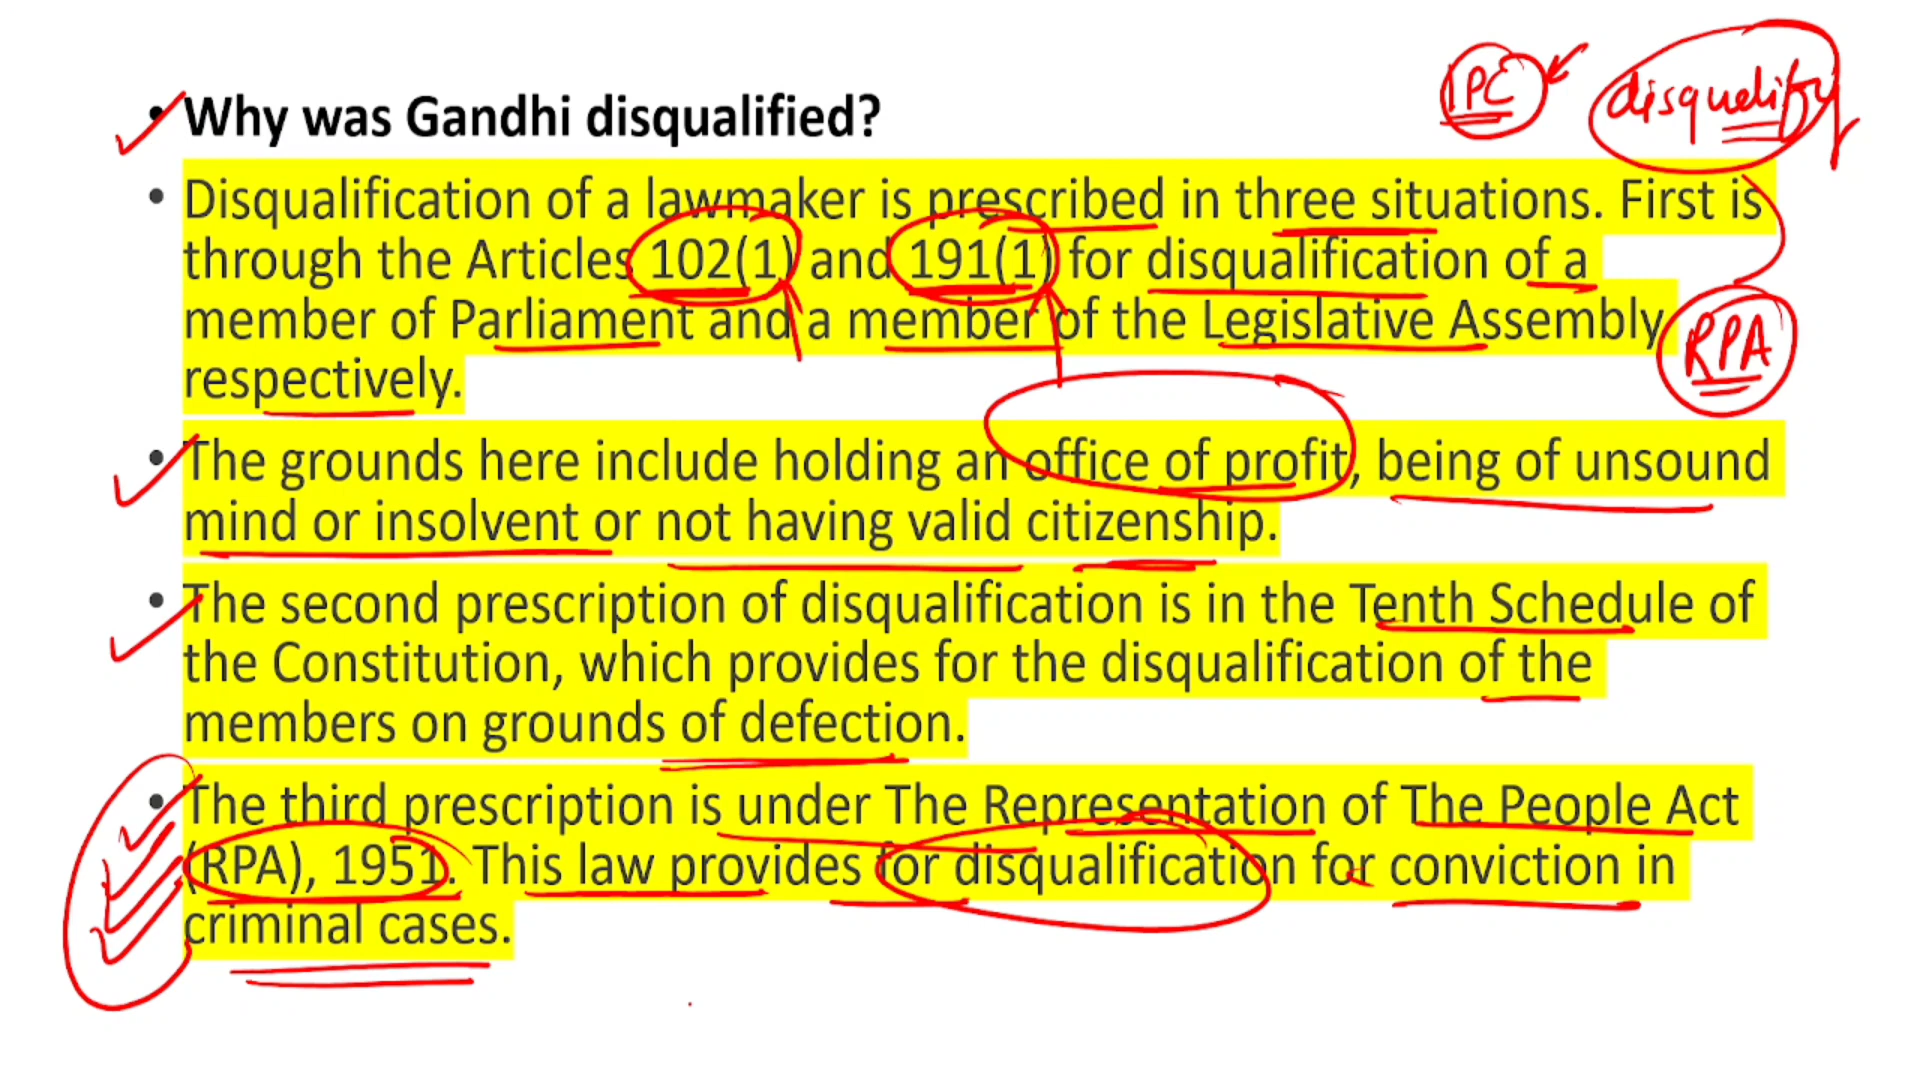 IPC disqualify
• Why was Gandhi disqualified?
• Disqualification of a lawmaker is prescribed in three situations. First is
through the Articles 102(1) and 191(1) for disqualification of a
member of Parliament and a member of the Legislative Assembly
respectively.
RPA
• The grounds here include holding an office of profit, being of unsound
mind or insolvent or not having valid citizenship.
• The second prescription of disqualification is in the Tenth Schedule of
the Constitution, which provides for the disqualification of the
members on grounds of defection.
• The third prescription is under The Representation of The People Act
(RPA), 1951. This law provides for disqualification for conviction in
criminal cases.